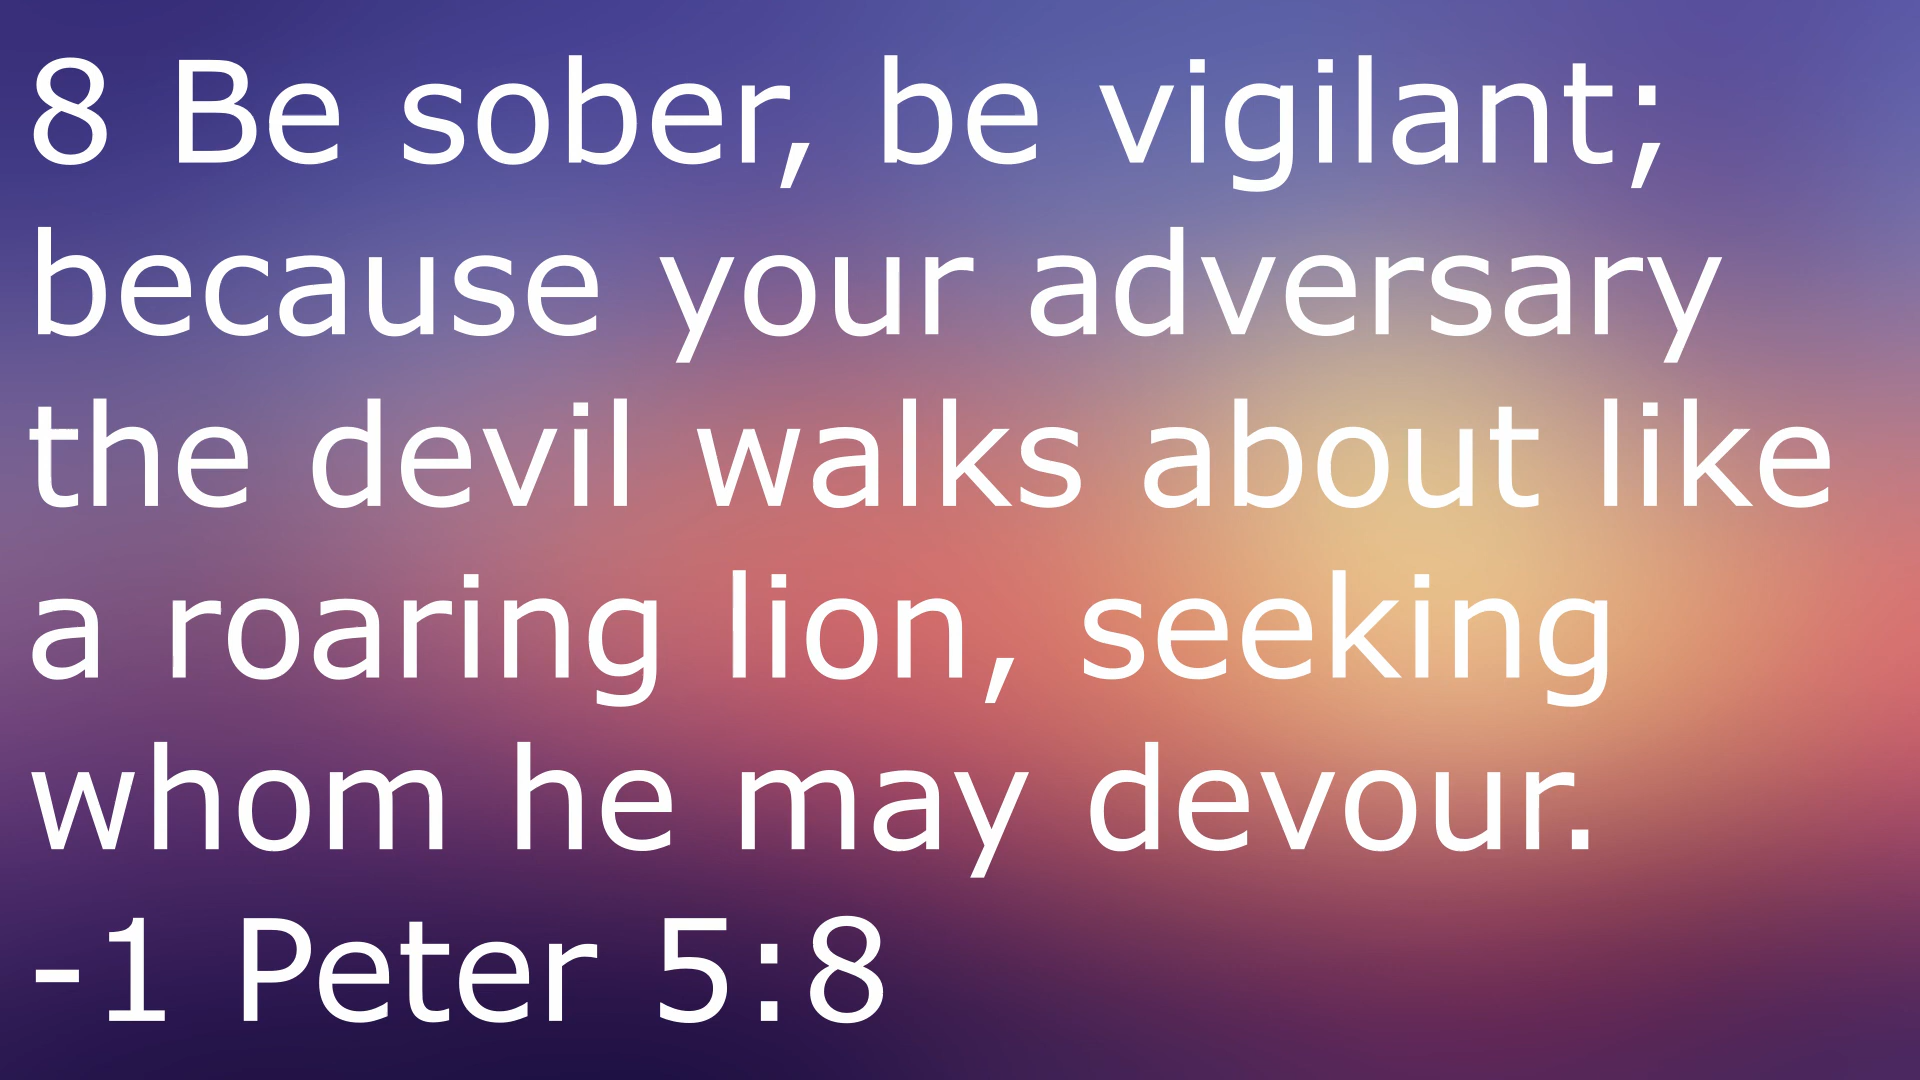 8 Be sober, be vigilant;
because your adversary
the devil walks about like
a roaring lion, seeking
whom he may devour.
-1 Peter 5:8